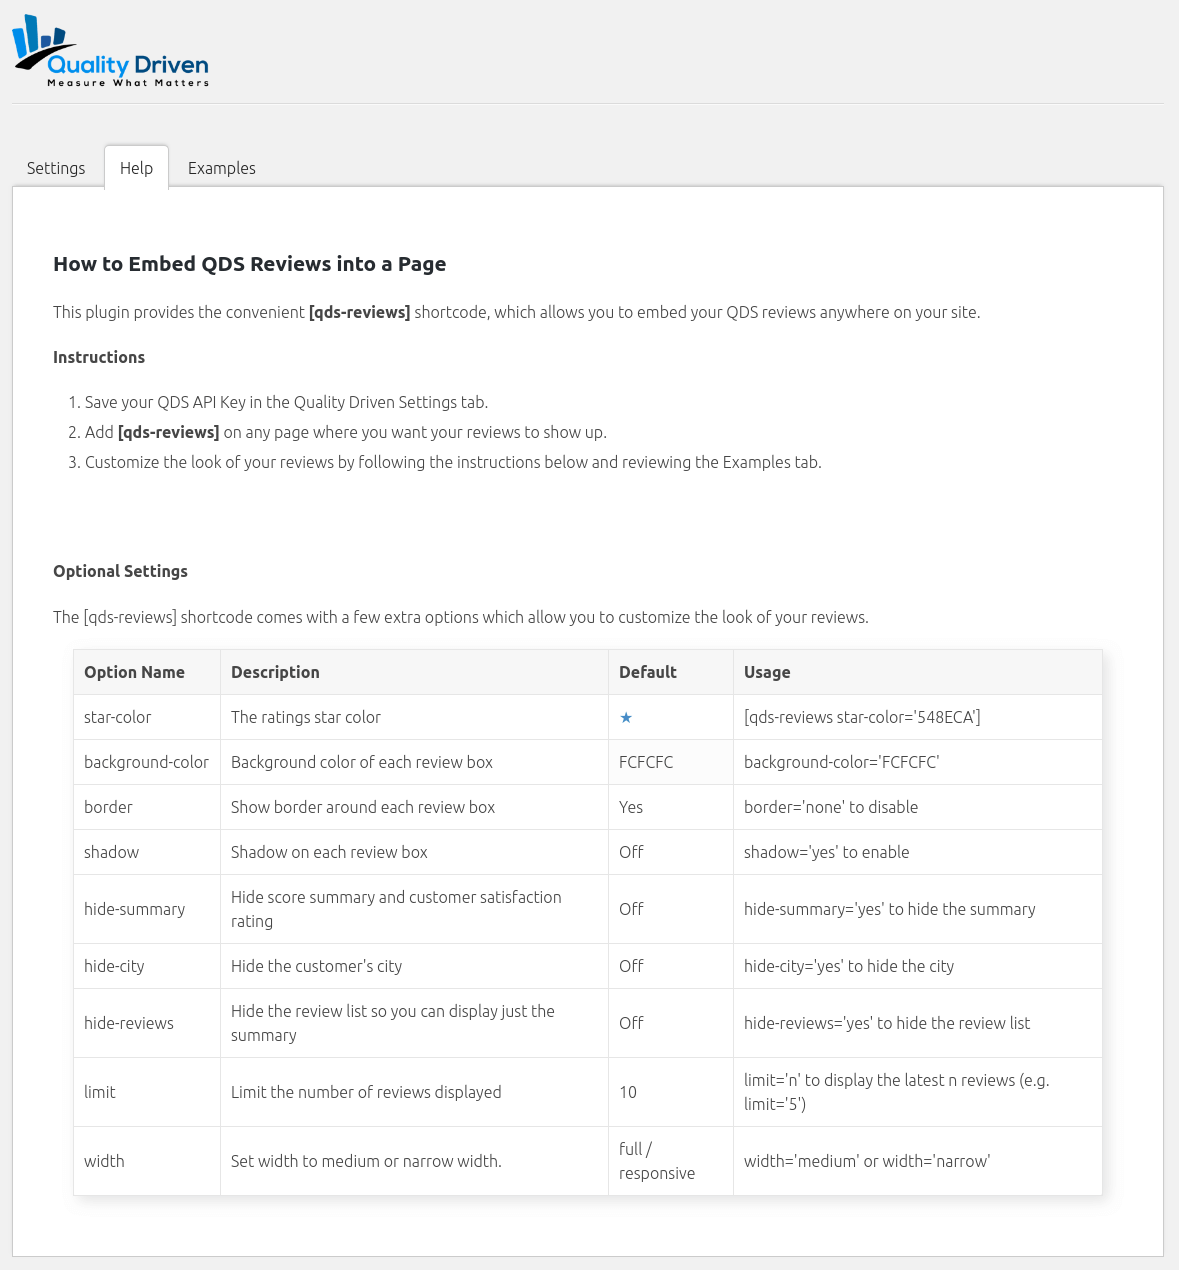 Quality Driven
Measure What Matters
Settings
Help
Examples
How to Embed QDS Reviews into a Page
This plugin provides the convenient [qds-reviews] shortcode, which allows you to embed your QDS reviews anywhere on your site.
Instructions
1. Save your QDS API Key in the Quality Driven Settings tab.
2. Add [qds-reviews] on any page where you want your reviews to show up.
3. Customize the look of your reviews by following the instructions below and reviewing the Examples tab.
Optional Settings
The [qds-reviews] shortcode comes with a few extra options which allow you to customize the look of your reviews.
Option Name Description Default Usage
star-color The ratings star color ★ [qds-reviews star-color='548ECA']
background-color Background color of each review box FCFCFC background-color='FCFCFC'
border Show border around each review box Yes border='none' to disable
shadow Shadow on each review box Off shadow='yes' to enable
hide-summary Hide score summary and customer satisfaction
rating Off hide-summary='yes' to hide the summary
hide-city Hide the customer's city Off hide-city='yes' to hide the city
hide-reviews Hide the review list so you can display just the
summary Off hide-reviews='yes' to hide the review list
limit Limit the number of reviews displayed 10 limit='n' to display the latest n reviews (e.g.
limit='5')
width Set width to medium or narrow width. full /
responsive width='medium' or width='narrow'